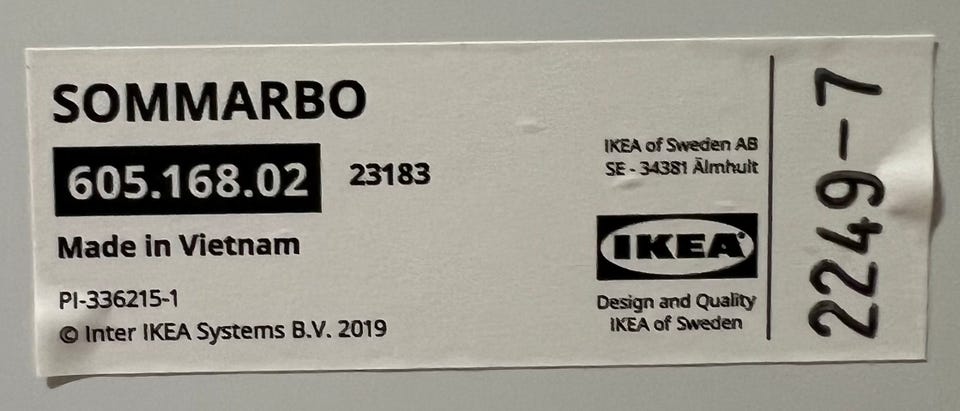 SOMMARBO
605.168.02 23183
Made in Vietnam
PI-336215-1
© Inter IKEA Systems B.V. 2019
IKEA of Sweden AB
SE - 34381 Älmhult
IKEA
Design and Quality
IKEA of Sweden
2249-7